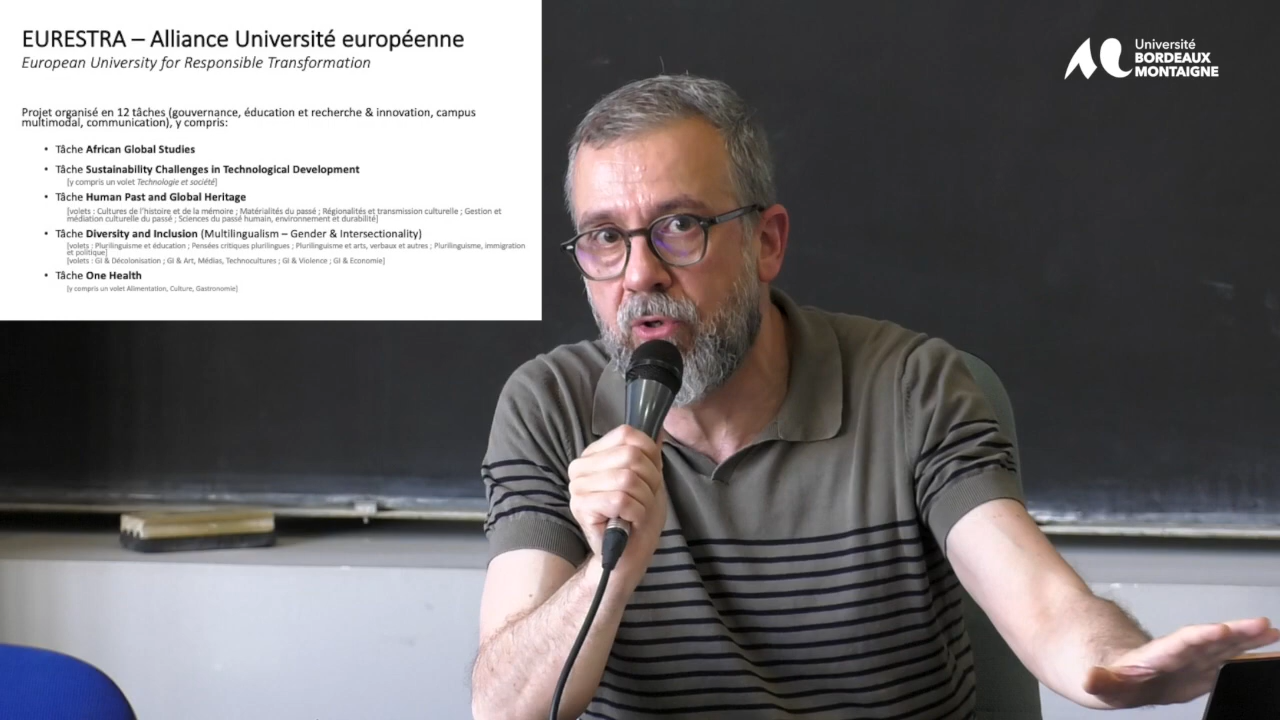 EURESTRA – Alliance Université européenne
European University for Responsible Transformation
Projet organisé en 12 tâches (gouvernance, éducation et recherche & innovation, campus
multimodal, communication), y compris:
• Tâche African Global Studies
• Tâche Sustainability Challenges in Technological Development
[y compris un volet Technologie et société]
• Tâche Human Past and Global Heritage
[volets : Cultures de l'histoire et de la mémoire ; Matérialités du passé ; Régionalités et transmission culturelle ; Gestion et
médiation culturelle du passé ; Sciences du passé humain, environnement et durabilité]
• Tâche Diversity and Inclusion (Multilingualism – Gender & Intersectionality)
[volets : Plurilinguisme et éducation ; Pensées critiques plurilingues ; Plurilinguisme et arts, verbaux et autres ; Plurilinguisme, immigration
et politique]
[volets : GI & Décolonisation ; GI & Art, Médias, Technocultures ; GI & Violence ; GI & Economie]
• Tâche One Health
[y compris un volet Alimentation, Culture, Gastronomie]
Université
BORDEAUX
MONTAIGNE